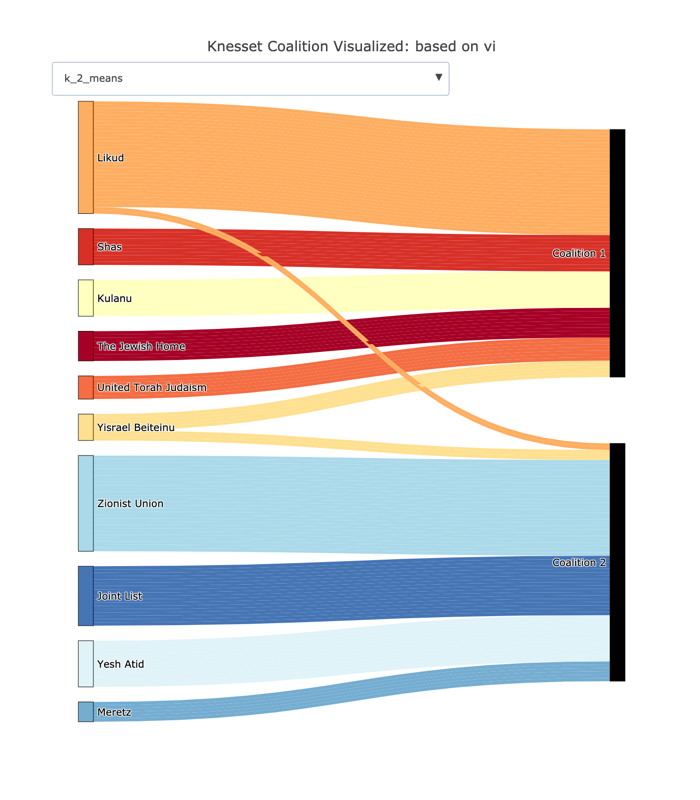 Knesset Coalition Visualized: based on vi
k_2_means
Likud
Shas
Coalition 1
Kulanu
The Jewish Home
United Torah Judaism
Yisrael Beiteinu
Zionist Union
Coalition 2
Joint List
Yesh Atid
Meretz